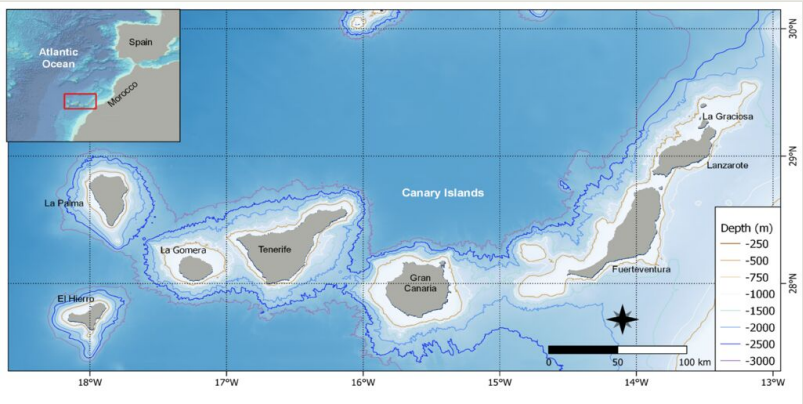 30°N
Spain
Atlantic
Ocean
Morocco
La Graciosa
29°N
Lanzarote
Canary Islands
La Palma
La Gomera
Tenerife
Fuerteventura
Gran
Canaria
28°N
El Hierro
Depth (m)
-250
-500
-750
-1000
-1500
-2000
-2500
-3000
0 50 100 km
18°W 17°W 16°W 15°W 14°W 13°W